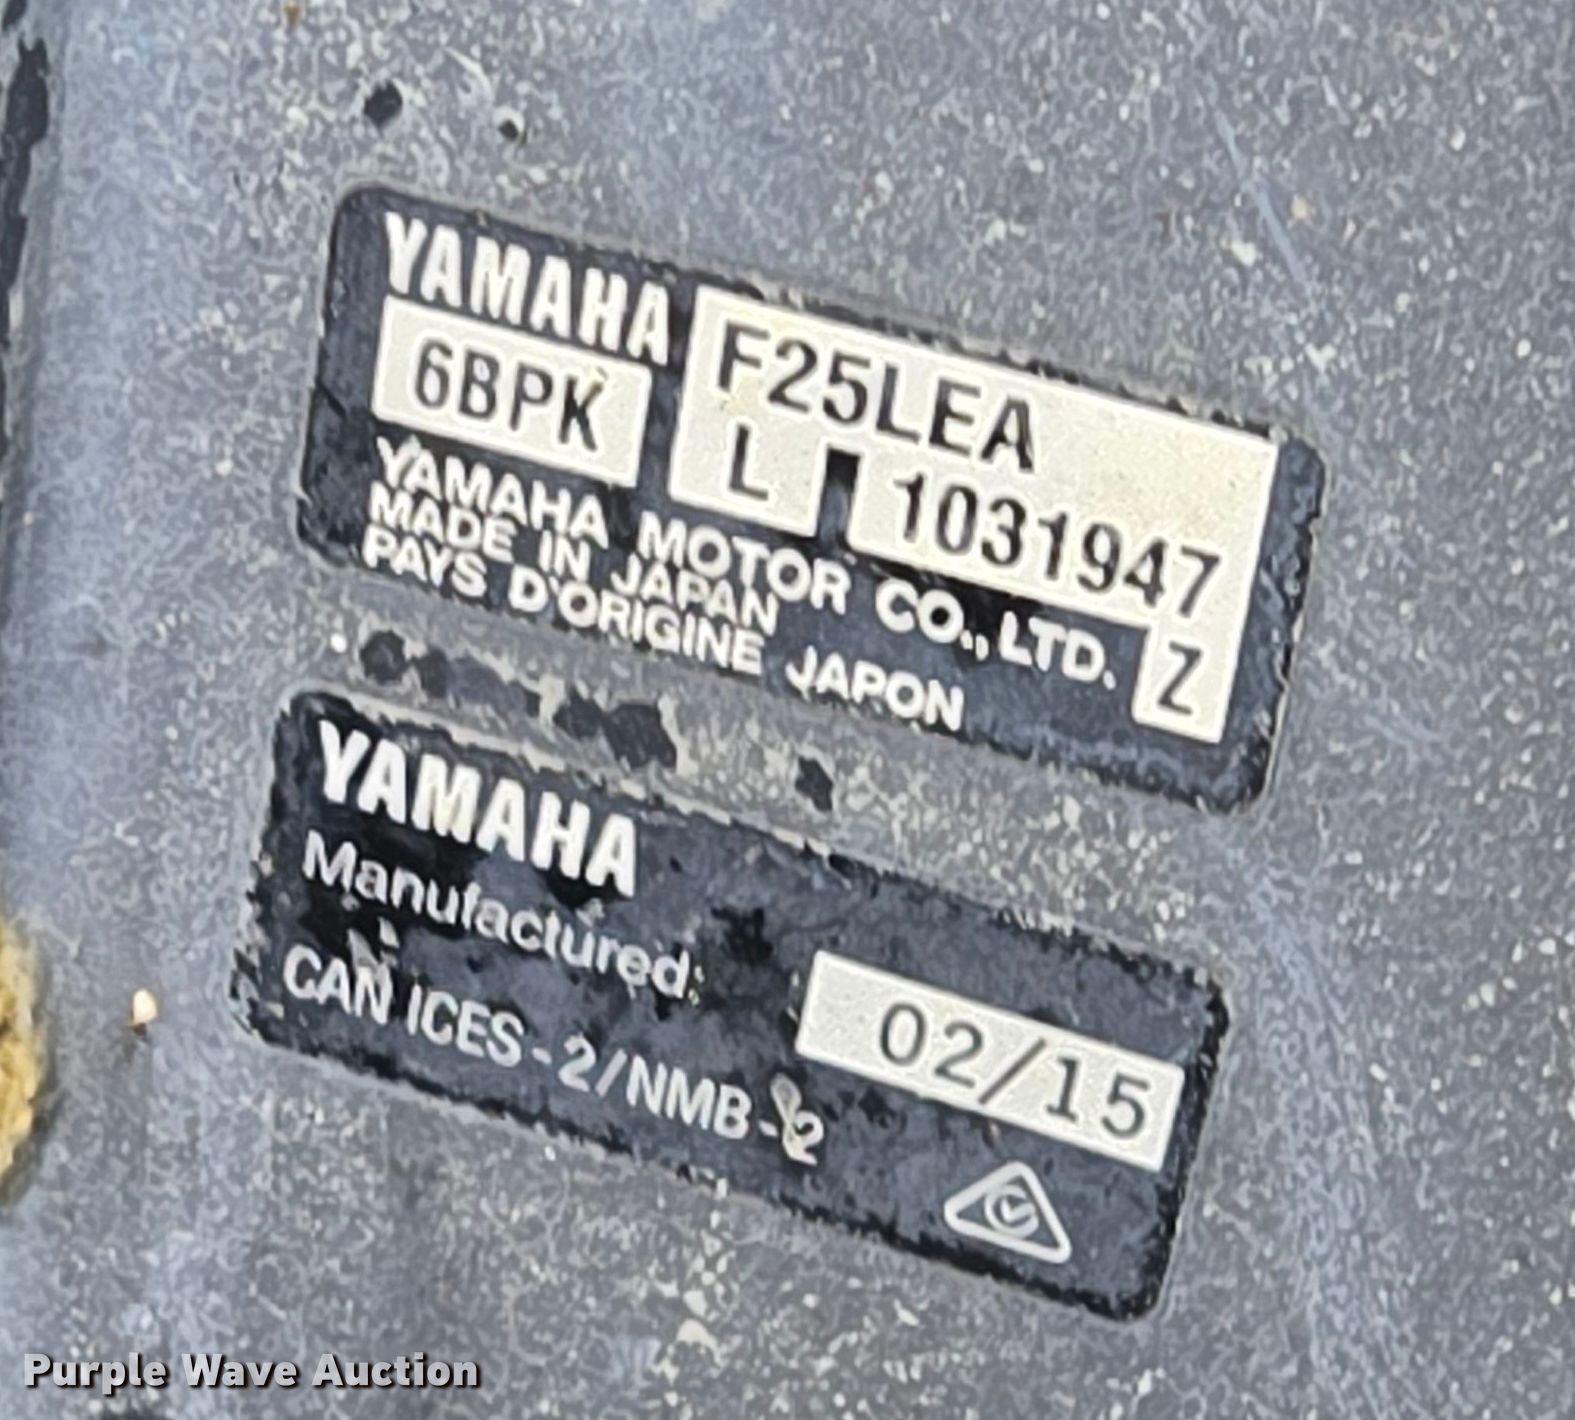 YAMAHA
F25LEA
6BPK
L 1031947
YAMAHA MOTOR CO., LTD.
MADE IN JAPAN
PAYS D'ORIGINE JAPON
Z
YAMAHA
Manufactured: 02/15
CAN ICES-2/NMB-2
Purple Wave Auction